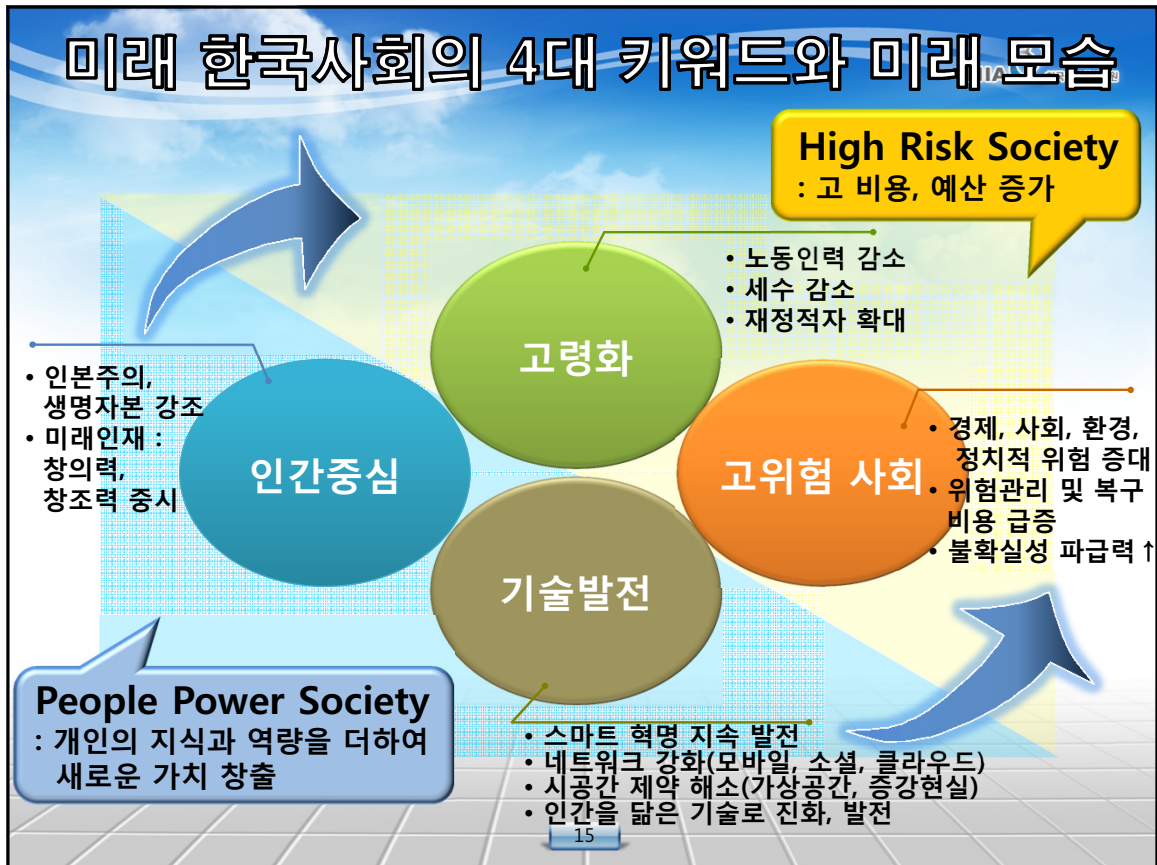 미래 한국사회의 4대 키워드와 미래 모습
High Risk Society
: 고 비용, 예산 증가
• 노동인력 감소
• 세수 감소
• 재정적자 확대
고령화
• 인본주의,
생명자본 강조
• 미래인재 :
창의력,
창조력 중시
인간중심
고위험 사회
• 경제, 사회, 환경,
정치적 위험 증대
• 위험관리 및 복구
비용 급증
• 불확실성 파급력↑
기술발전
People Power Society
: 개인의 지식과 역량을 더하여
새로운 가치 창출
• 스마트 혁명 지속 발전
• 네트워크 강화(모바일, 소셜, 클라우드)
• 시공간 제약 해소(가상공간, 증강현실)
• 인간을 닮은 기술로 진화, 발전
15